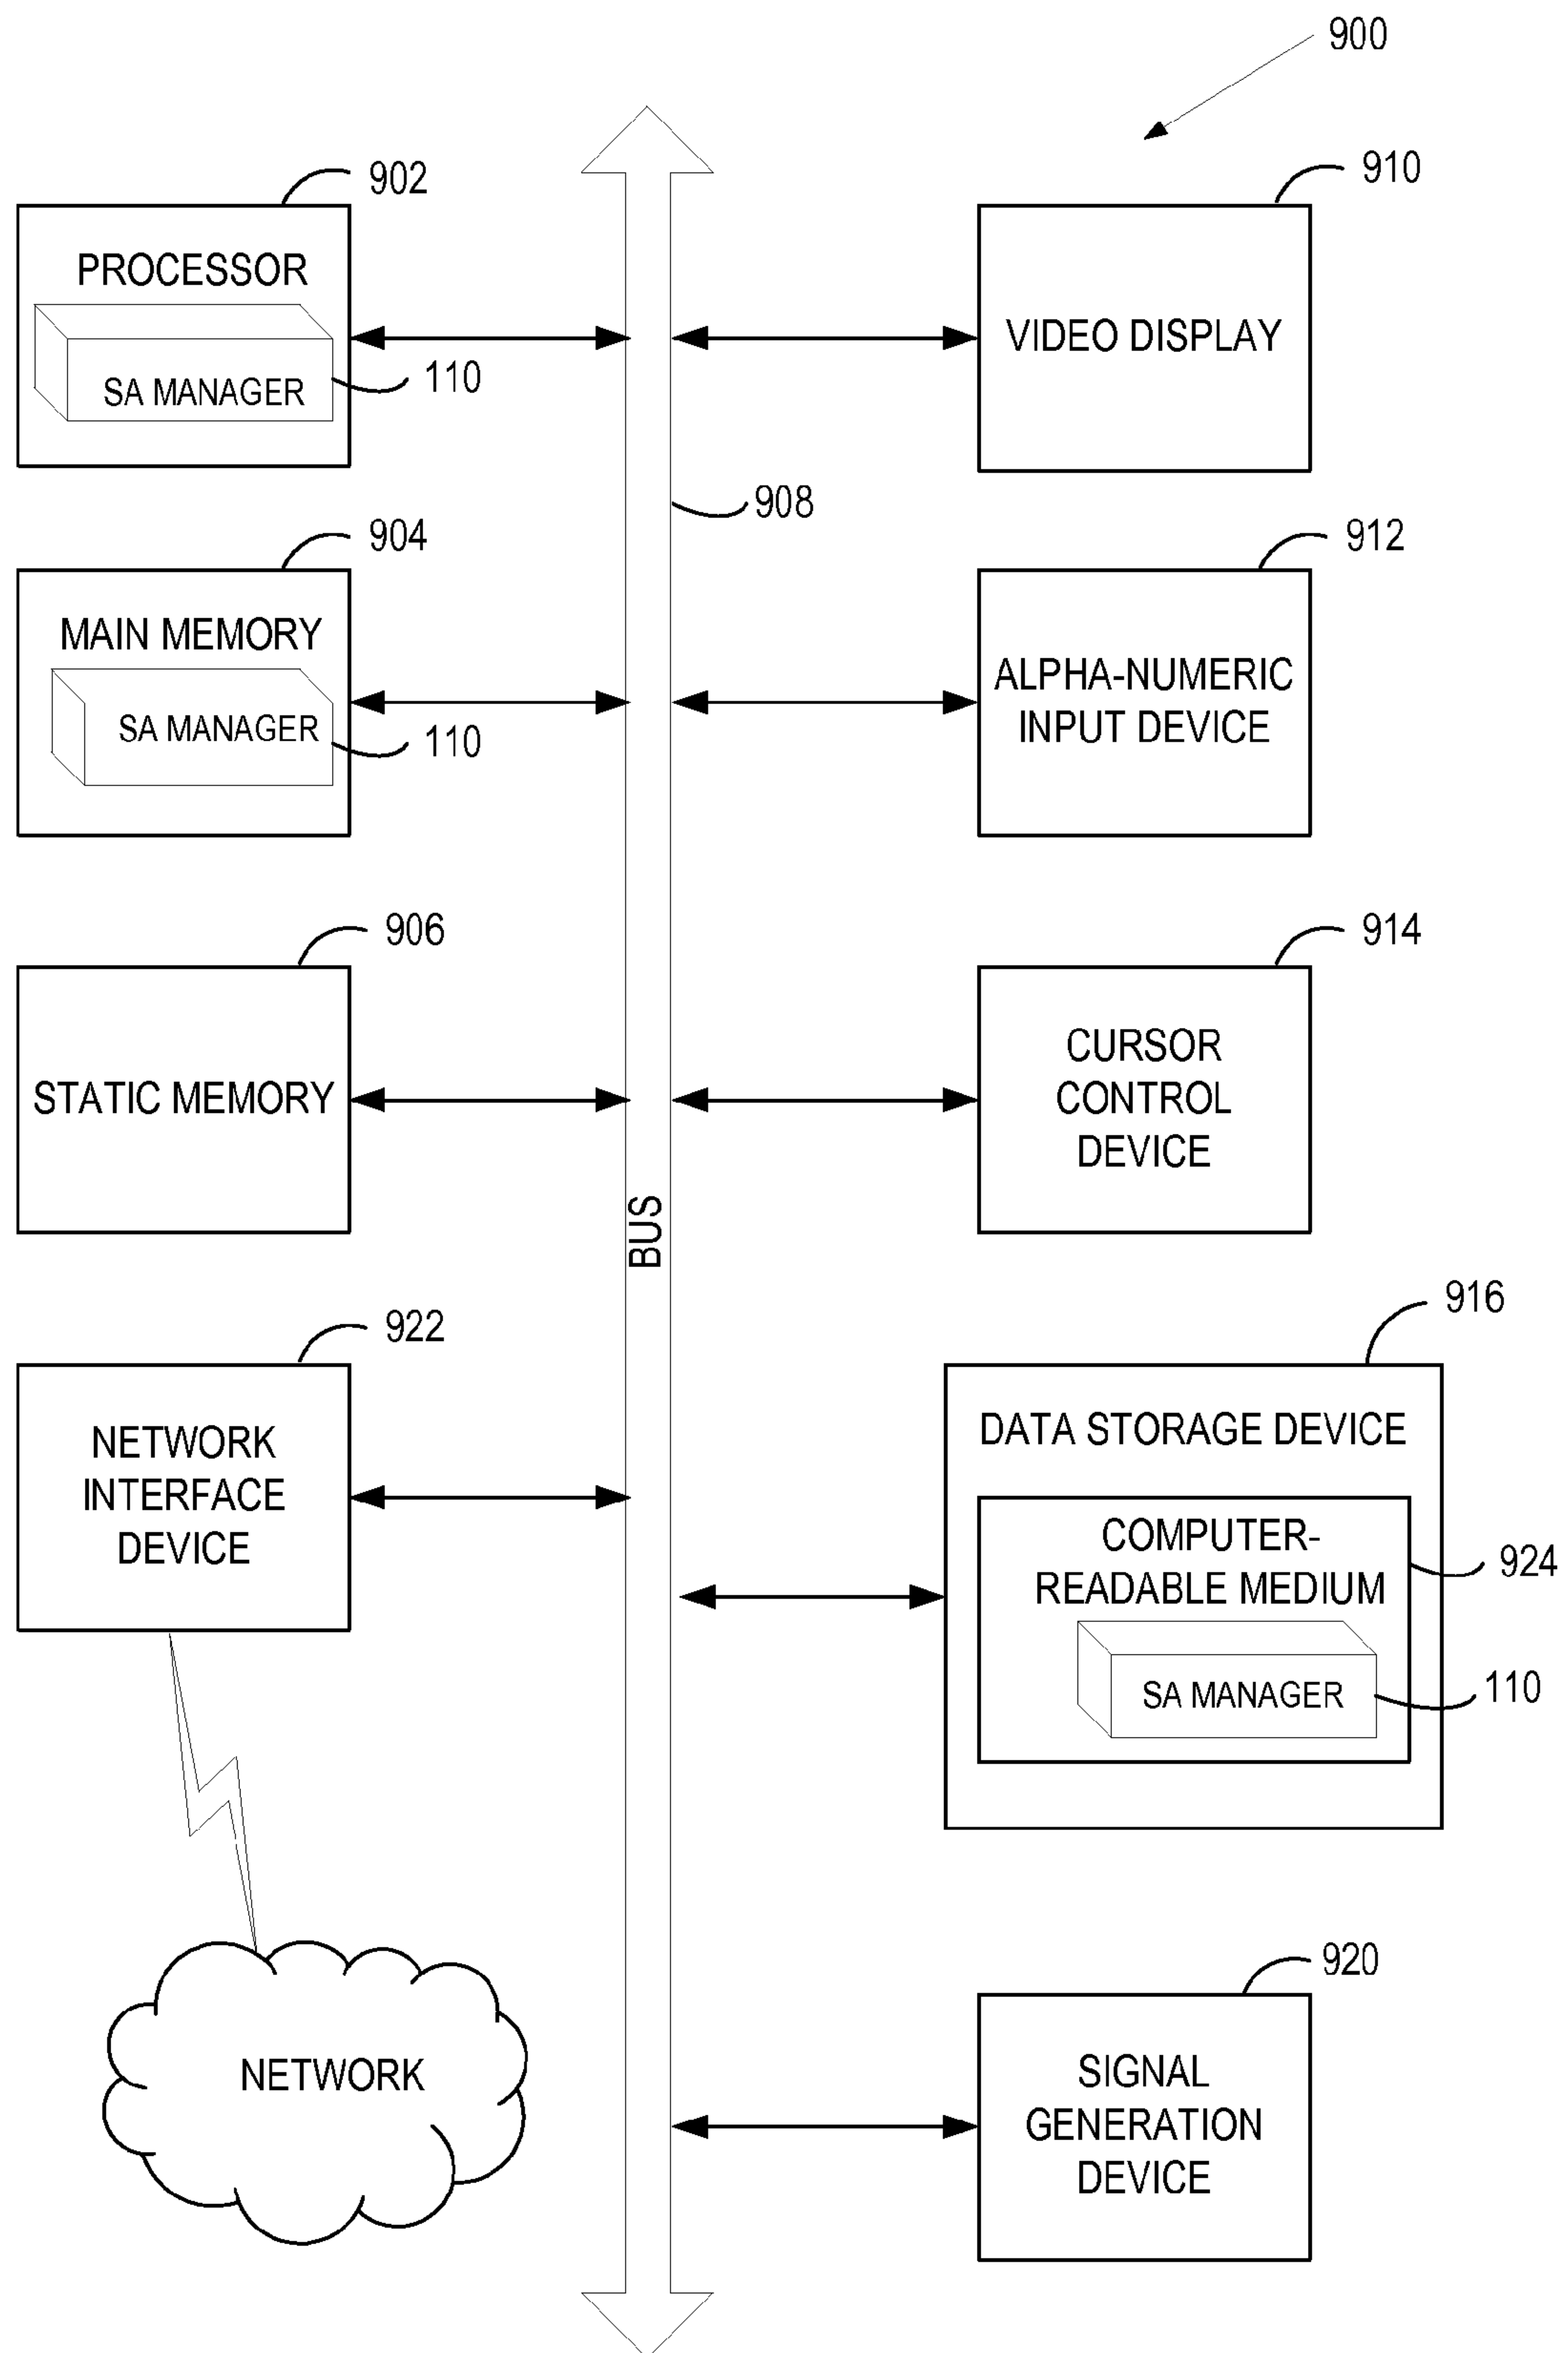 900
902
910
PROCESSOR
SA MANAGER
110
VIDEO DISPLAY
908
904
912
MAIN MEMORY
SA MANAGER
110
ALPHA-NUMERIC
INPUT DEVICE
906
914
STATIC MEMORY
CURSOR
CONTROL
DEVICE
BUS
922
916
NETWORK
INTERFACE
DEVICE
DATA STORAGE DEVICE
COMPUTER-
READABLE MEDIUM
924
SA MANAGER
110
920
NETWORK
SIGNAL
GENERATION
DEVICE